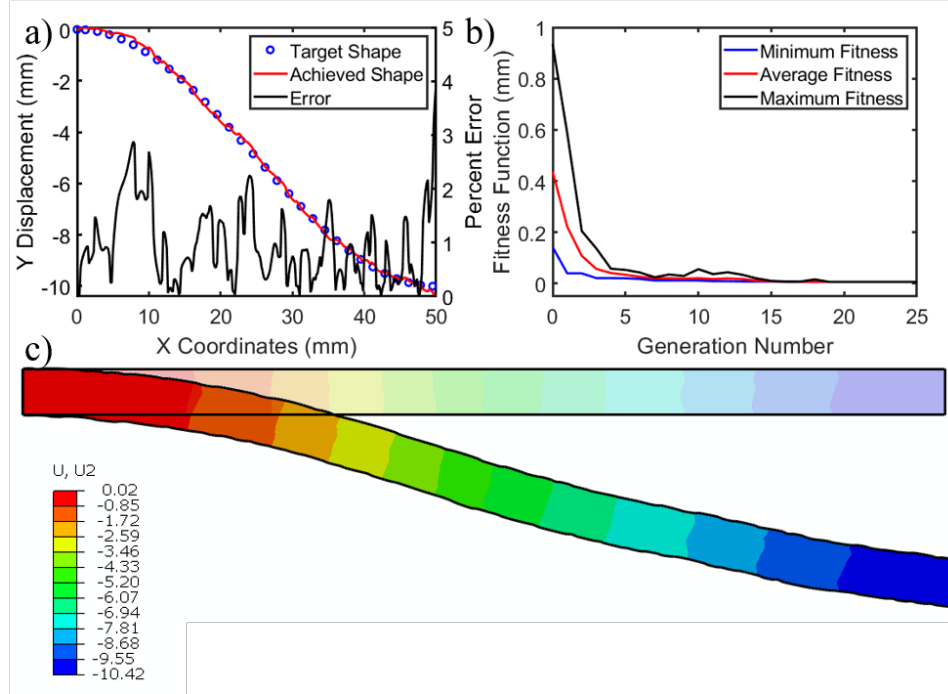 a)
0
-2
-4
-6
-8
-10
Y Displacement (mm)
Target Shape
Achieved Shape
Error
5
4
3
2
1
0
Percent Error
0 10 20 30 40 50
X Coordinates (mm)
b)
1
0.8
0.6
0.4
0.2
0
Fitness Function (mm)
Minimum Fitness
Average Fitness
Maximum Fitness
0 5 10 15 20 25
Generation Number
c)
U, U2
0.02
-0.85
-1.72
-2.59
-3.46
-5.20
-6.07
-6.94
-7.81
-8.68
-9.55
-10.42